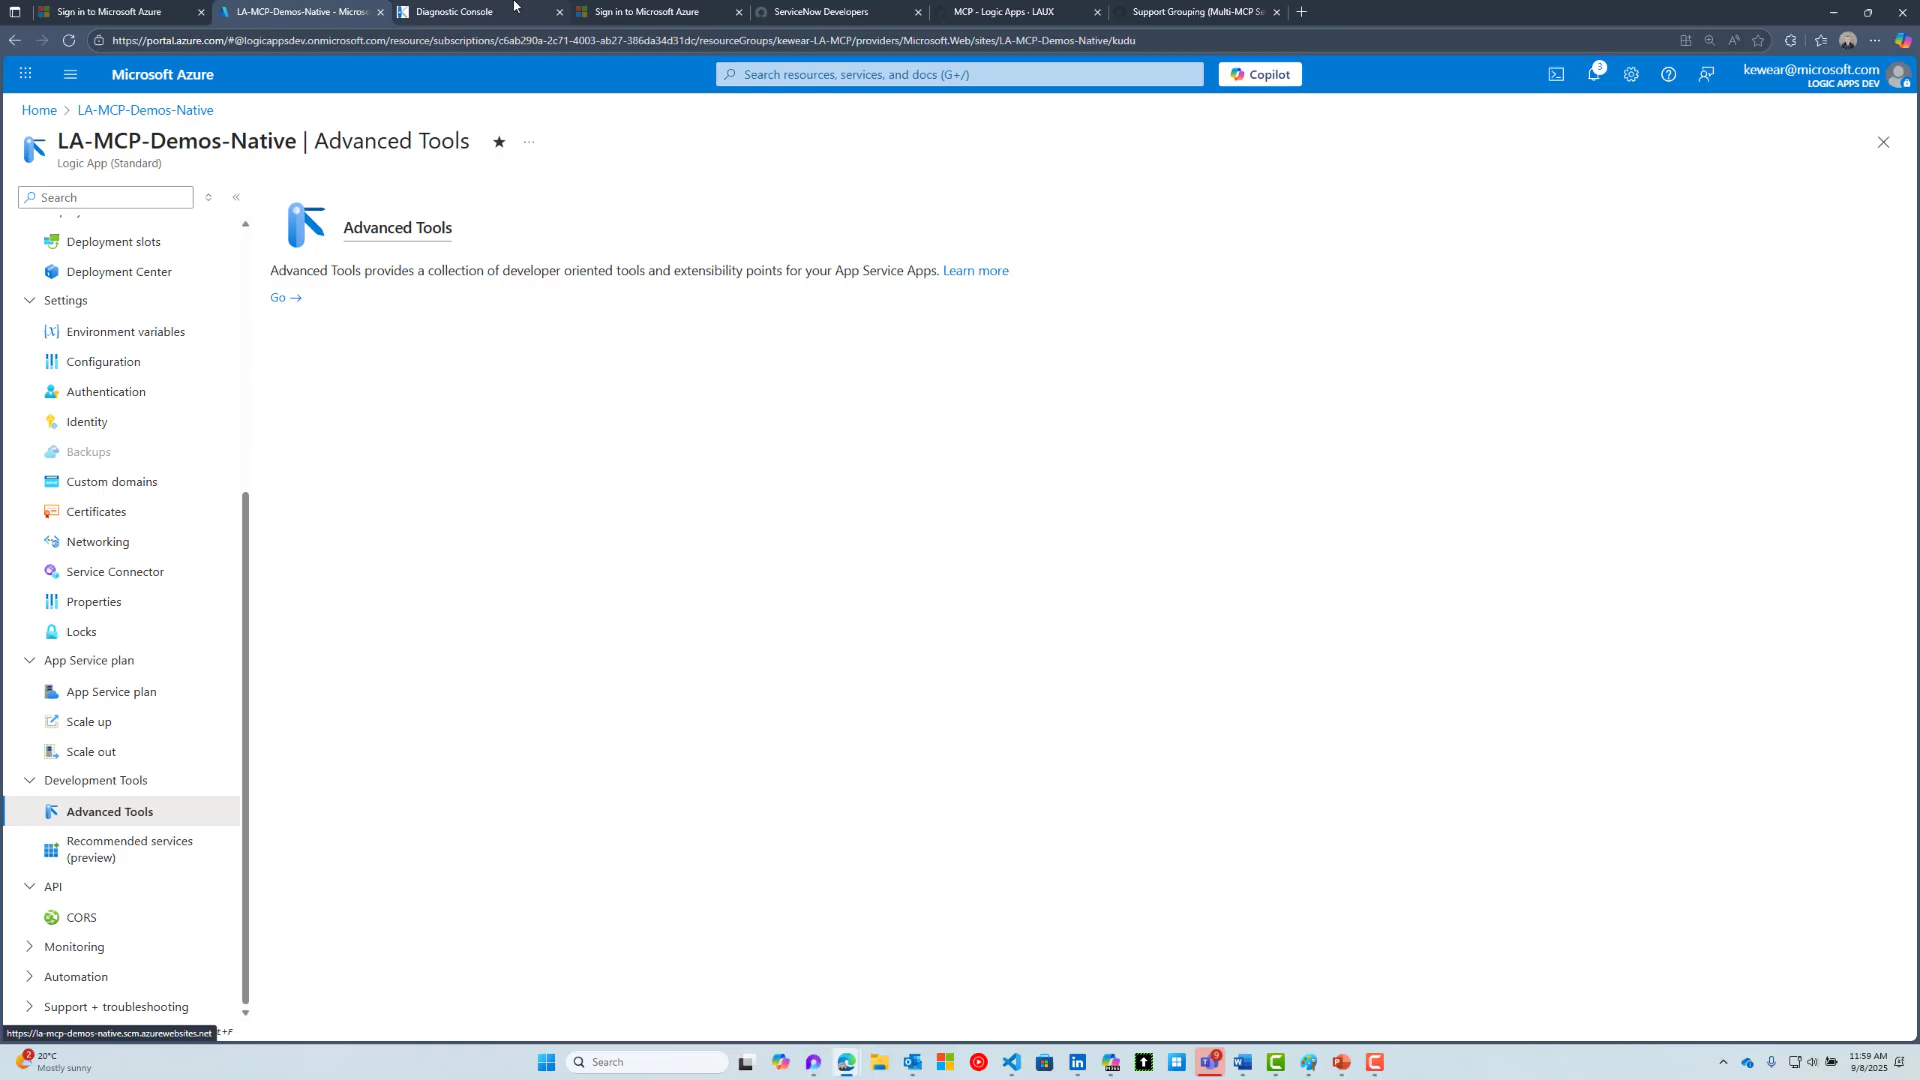 Sign in to Microsoft Azure
LA-MCP-Demos-Native - Micros
Diagnostic Console
Sign in to Microsoft Azure
ServiceNow Developers
MCP - Logic Apps · LAUX
Support Grouping (Multi-MCP Se
https://portal.azure.com/#@logicappsdev.onmicrosoft.com/resource/subscriptions/c6ab290a-2c71-4003-ab27-386da34d31dc/resourceGroups/kewear-LA-MCP/providers/Microsoft.Web/sites/LA-MCP-Demos-Native/kudu
Microsoft Azure
Search resources, services, and docs (G+/)
Copilot
3
kewear@microsoft.com
LOGIC APPS DEV
Home > LA-MCP-Demos-Native
LA-MCP-Demos-Native | Advanced Tools
Logic App (Standard)
Search
Deployment slots
Deployment Center
Settings
Environment variables
Configuration
Authentication
Identity
Backups
Custom domains
Certificates
Networking
Service Connector
Properties
Locks
App Service plan
App Service plan
Scale up
Scale out
Development Tools
Advanced Tools
Recommended services
(preview)
API
CORS
Monitoring
Automation
Support + troubleshooting
Advanced Tools
Advanced Tools provides a collection of developer oriented tools and extensibility points for your App Service Apps. Learn more
Go →
https://la-mcp-demos-native.scm.azurewebsites.net
2
20°C
Mostly sunny
Search
9
11:59 AM
9/8/2025